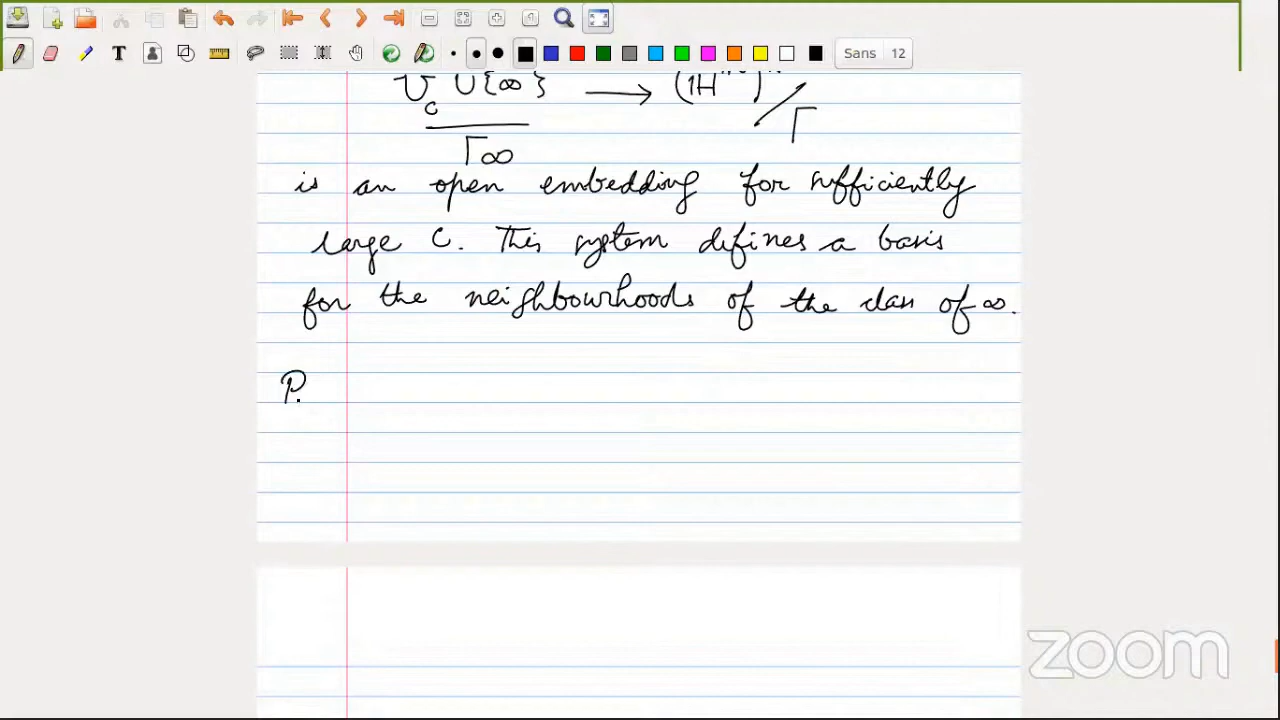 Sans 12
U_c ∪ {∞} / Γ∞ → (ℍ ) / Γ
is an open embedding for sufficiently
large C. This system defines a basis
for the neighbourhoods of the class of ∞.
P
zoom